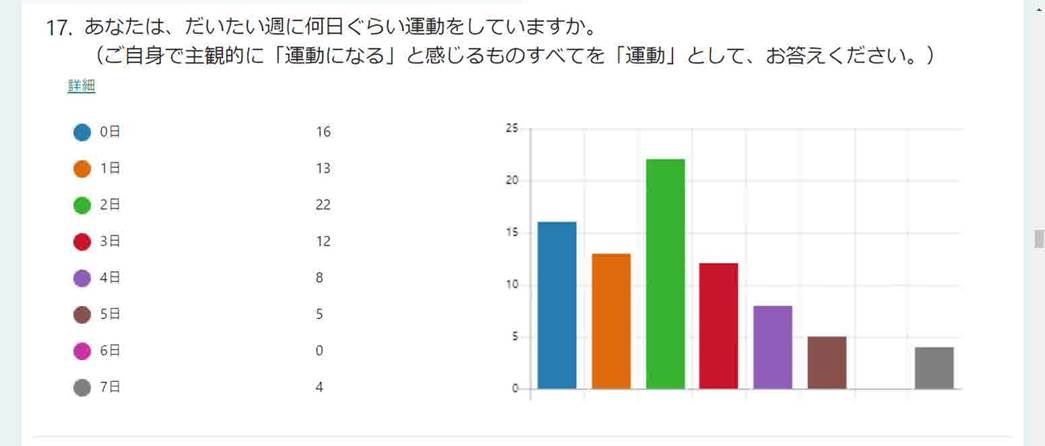 17. あなたは、だいたい週に何日ぐらい運動をしていますか。
（ご自身で主観的に「運動になる」と感じるものすべてを「運動」として、お答えください。）
詳細
0日 16
1日 13
2日 22
3日 12
4日 8
5日 5
6日 0
7日 4
25
20
15
10
5
0